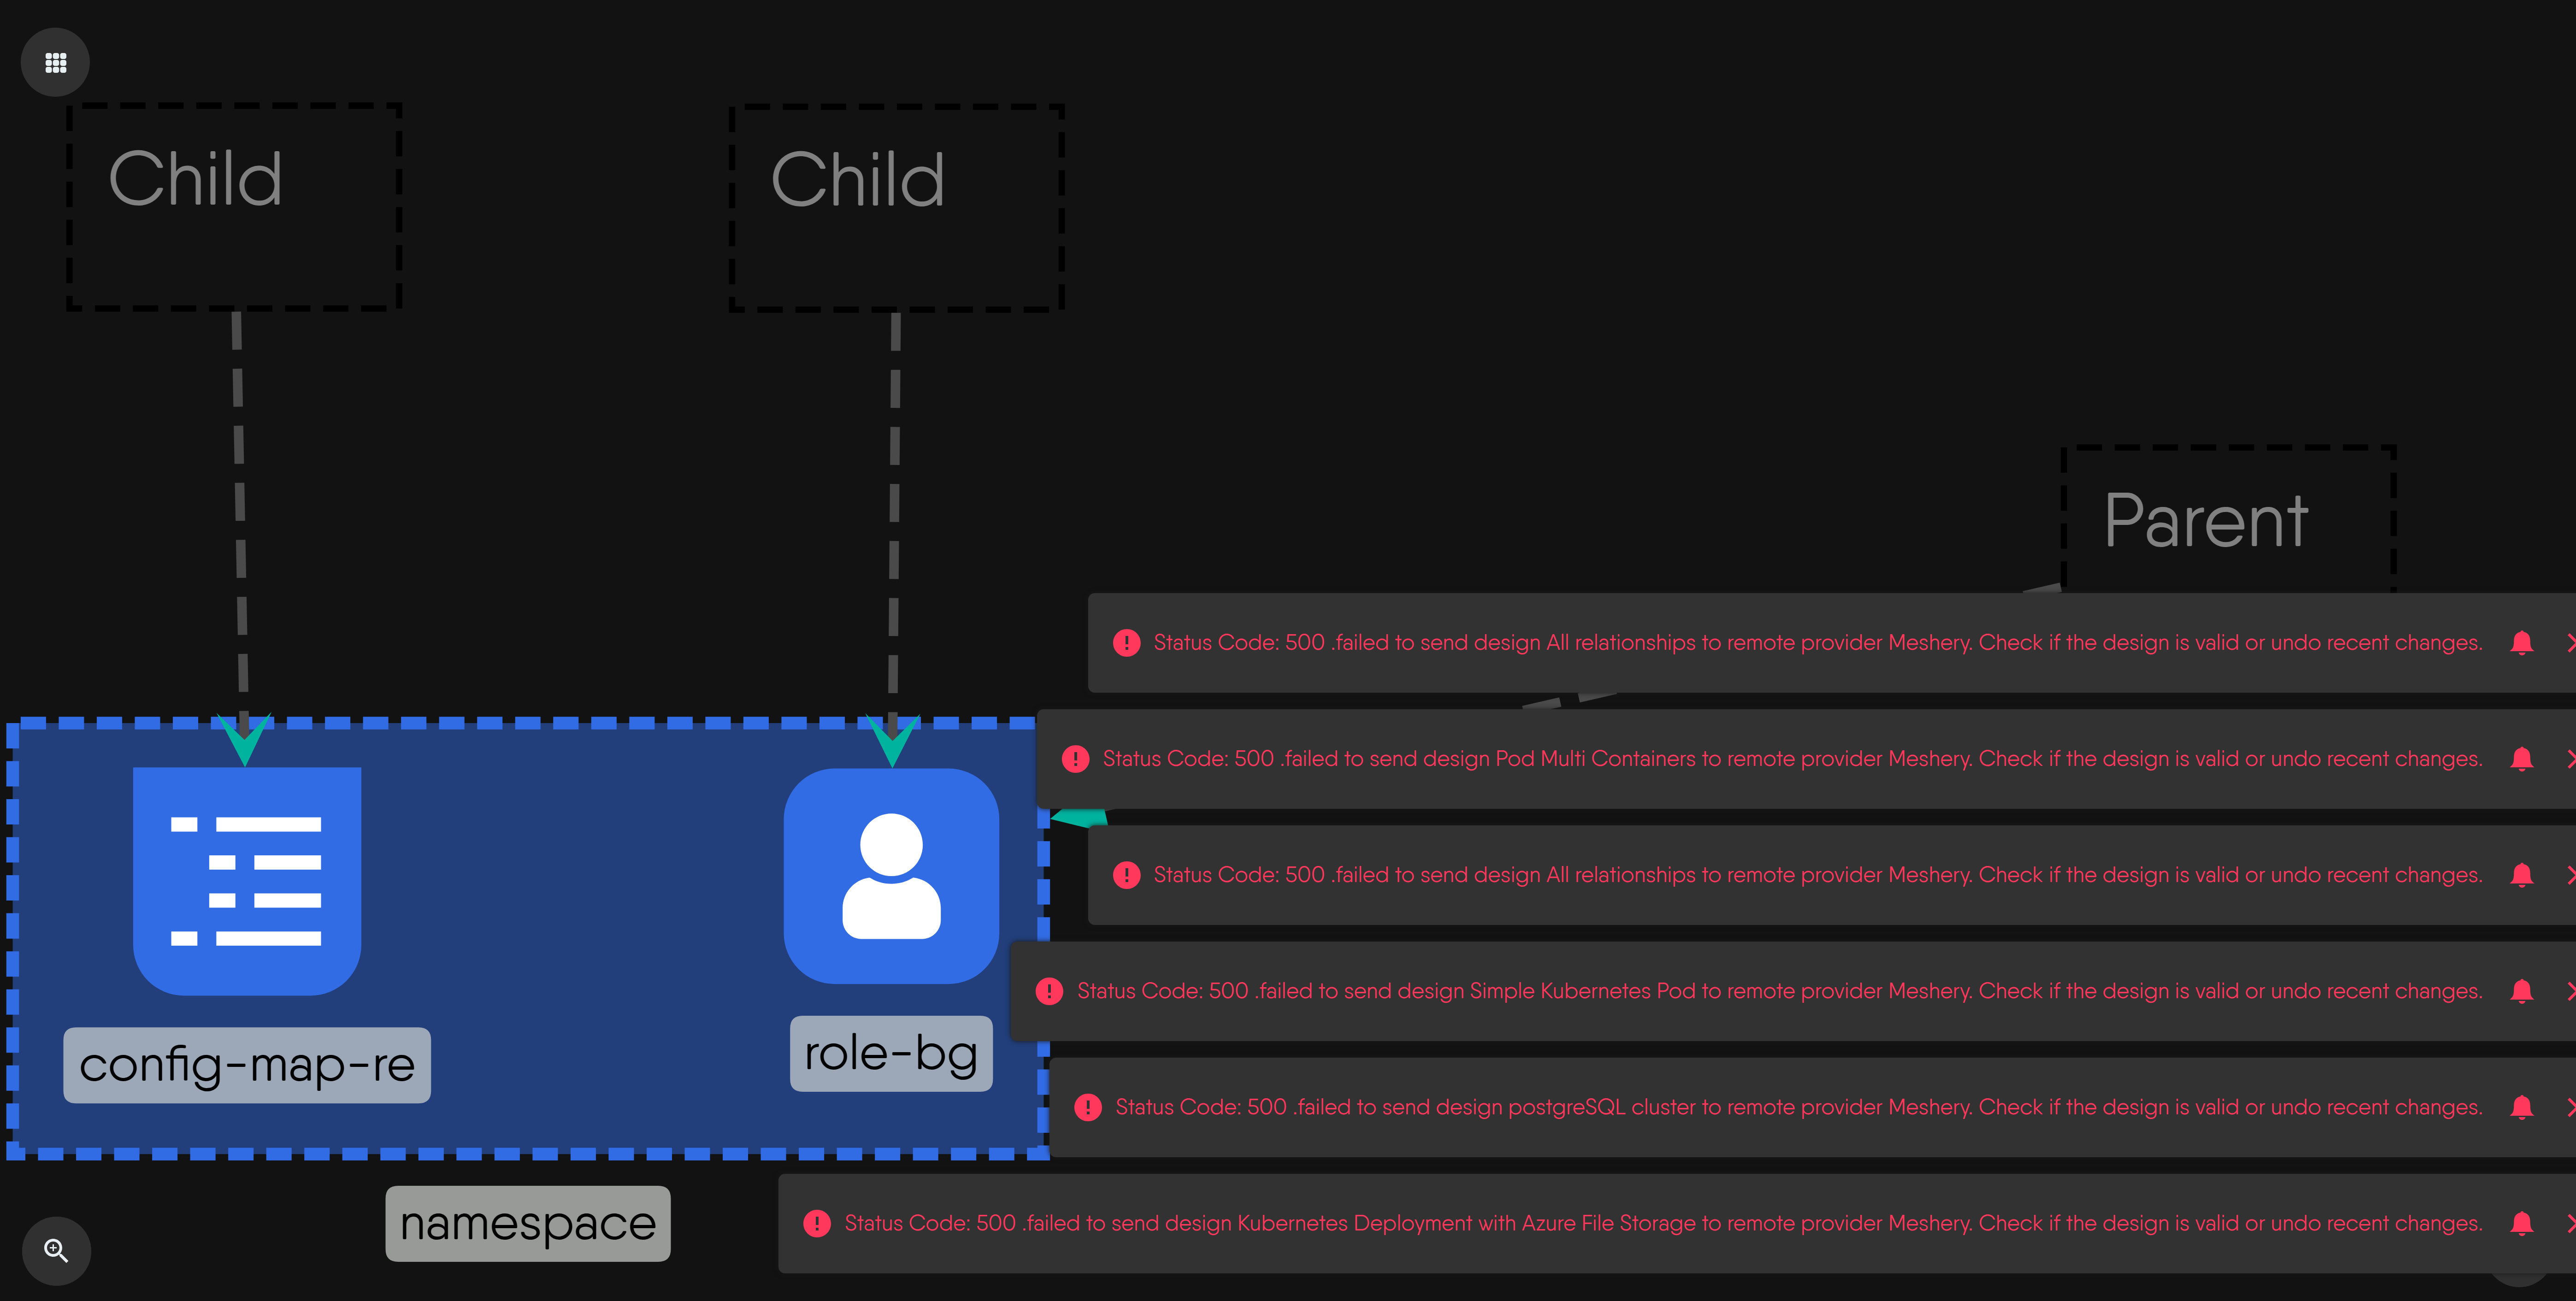 Child
Child
Parent
Status Code: 500 .failed to send design All relationships to remote provider Meshery. Check if the design is valid or undo recent changes.
Status Code: 500 .failed to send design Pod Multi Containers to remote provider Meshery. Check if the design is valid or undo recent changes.
Status Code: 500 .failed to send design All relationships to remote provider Meshery. Check if the design is valid or undo recent changes.
Status Code: 500 .failed to send design Simple Kubernetes Pod to remote provider Meshery. Check if the design is valid or undo recent changes.
config-map-re
role-bg
Status Code: 500 .failed to send design postgreSQL cluster to remote provider Meshery. Check if the design is valid or undo recent changes.
namespace
Status Code: 500 .failed to send design Kubernetes Deployment with Azure File Storage to remote provider Meshery. Check if the design is valid or undo recent changes.